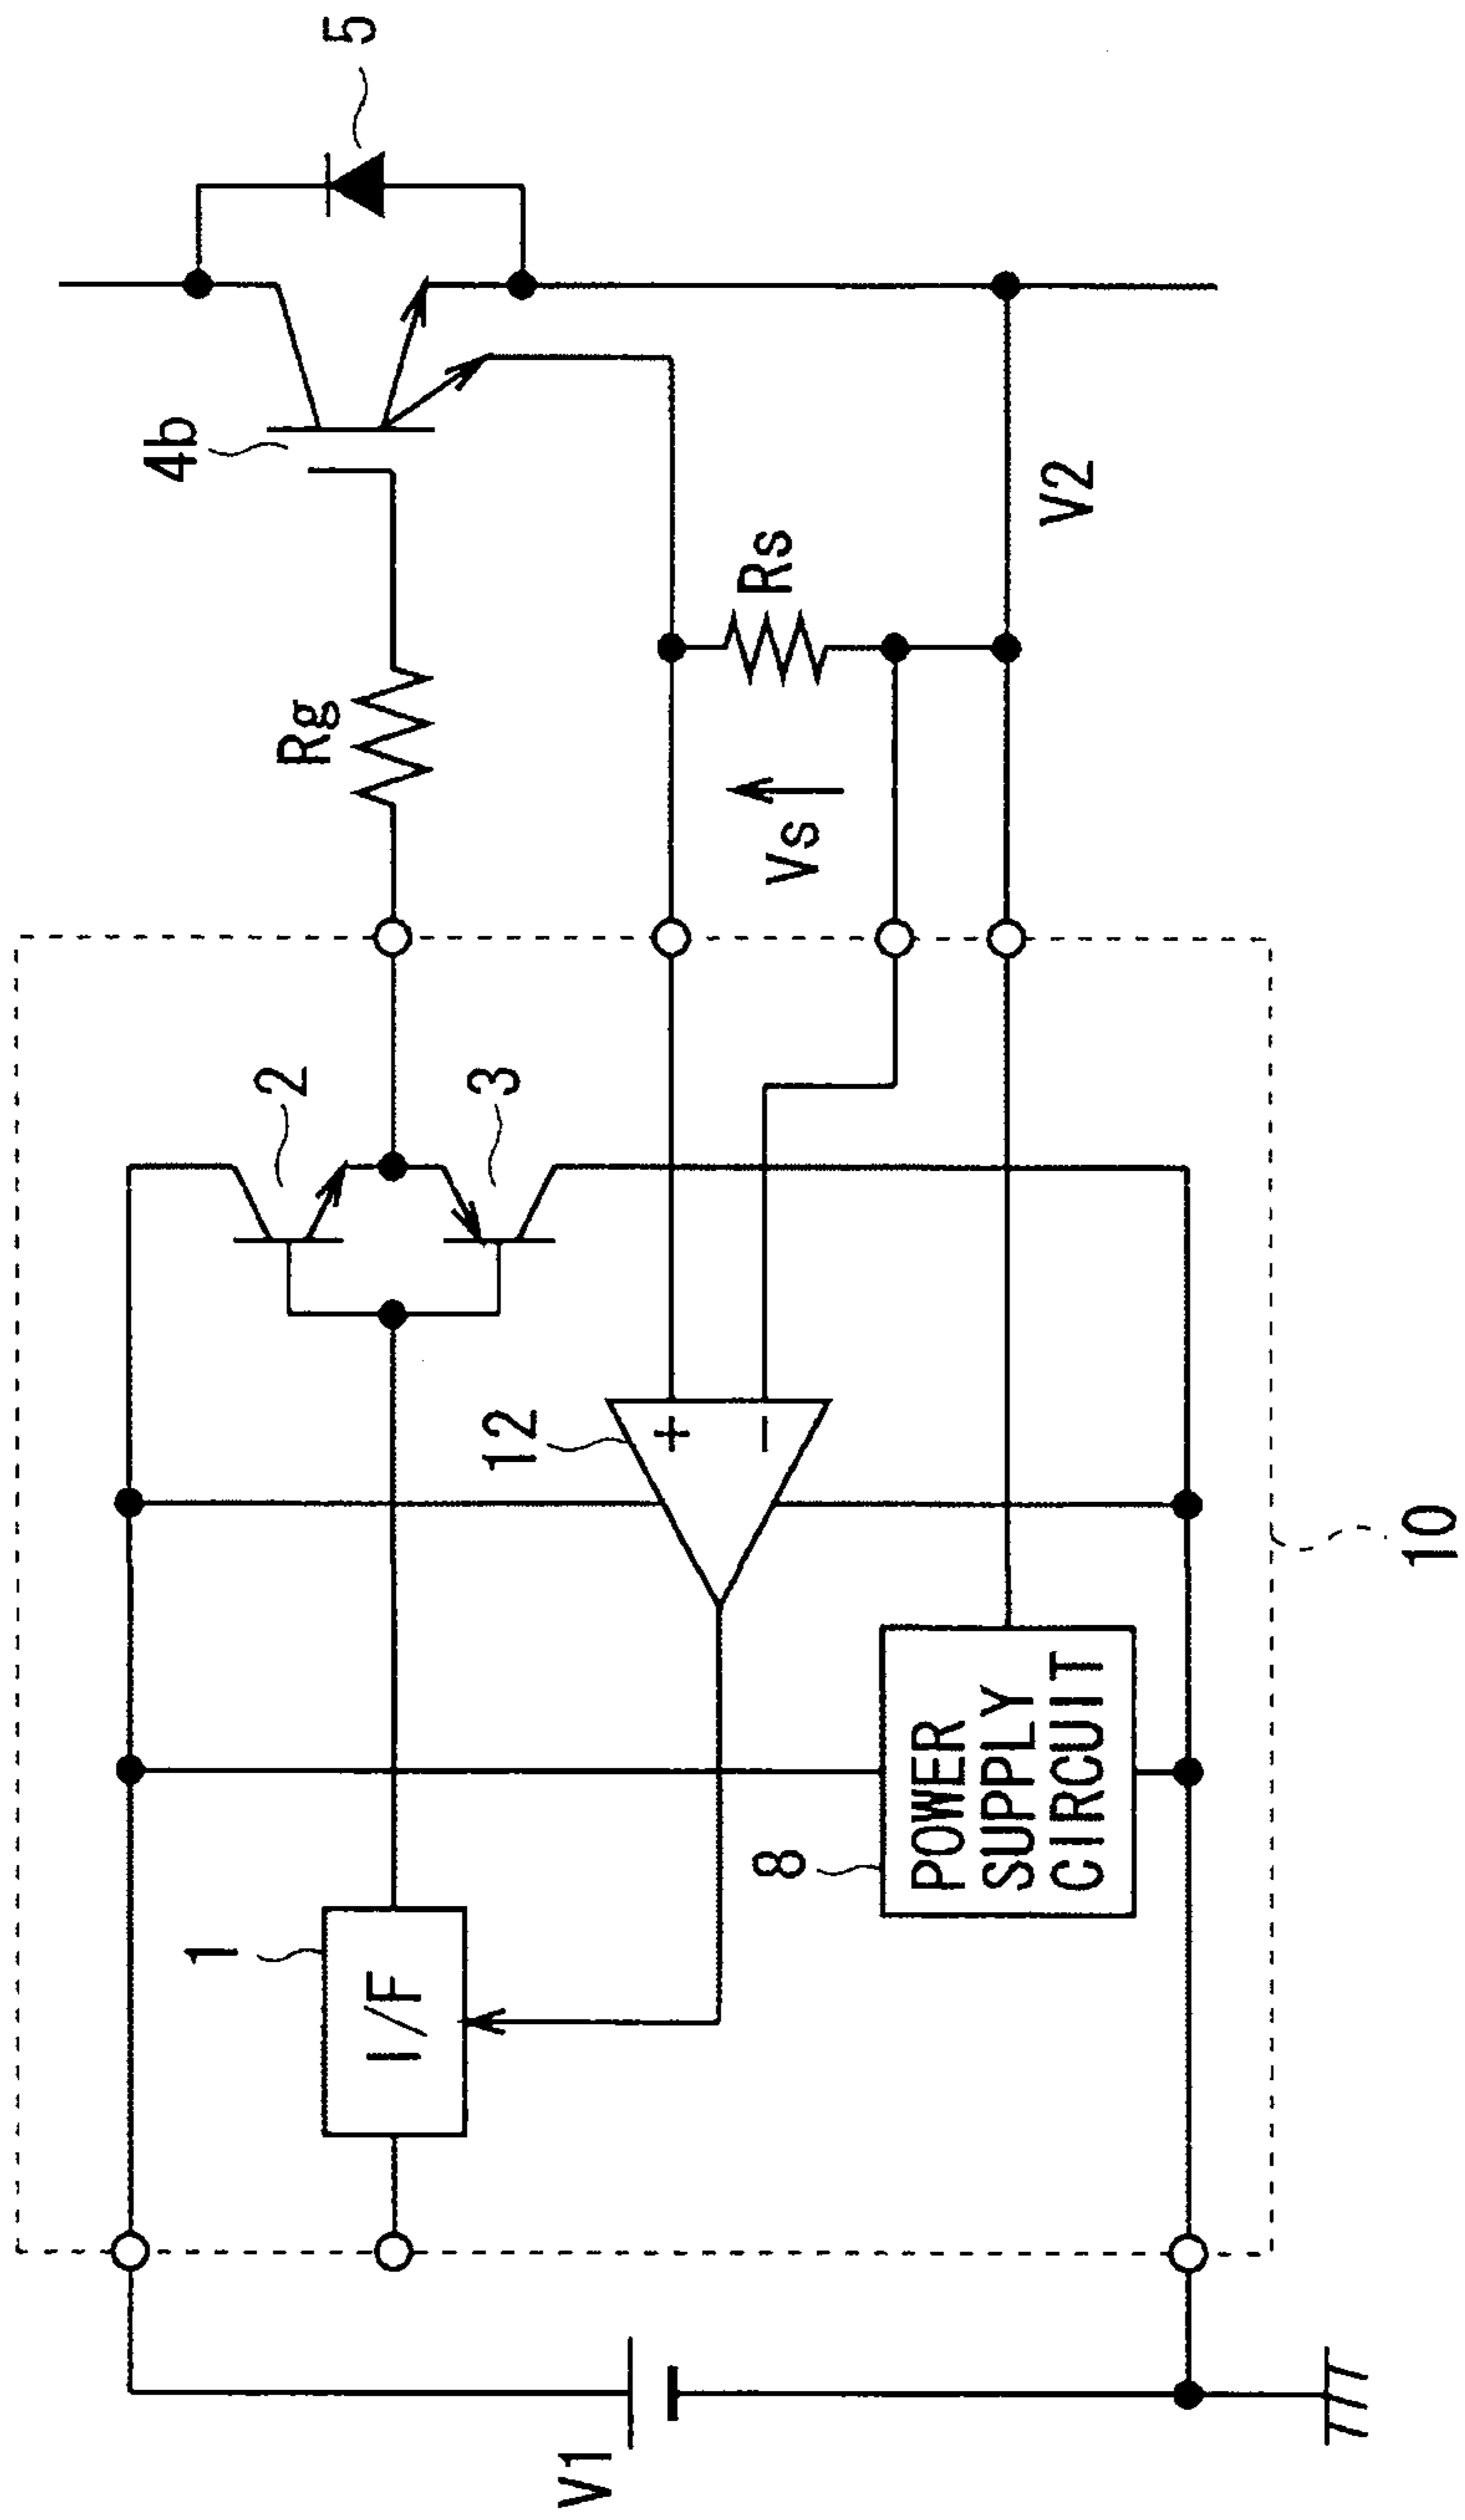 5
4b
Rg
Rs
Vs
V2
2
3
12
+
−
1
I/F
8
POWER
SUPPLY
CIRCUIT
10
V1